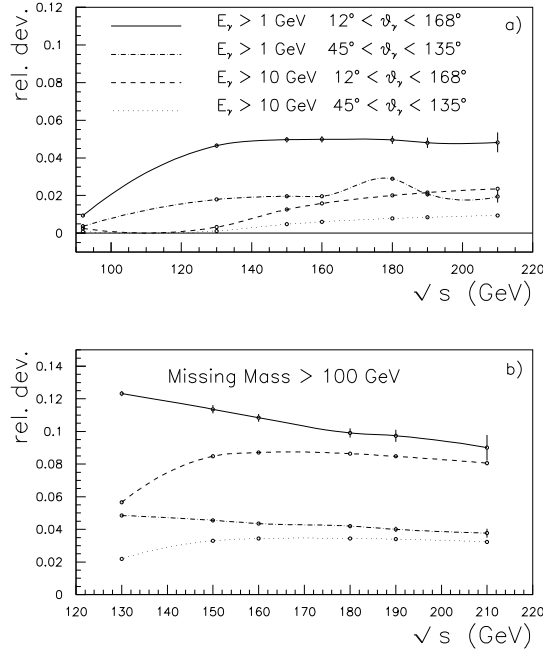 rel. dev.
0.12
0.1
0.08
0.06
0.04
0.02
0
E_γ > 1 GeV 12° < ϑ_γ < 168°
E_γ > 1 GeV 45° < ϑ_γ < 135°
E_γ > 10 GeV 12° < ϑ_γ < 168°
E_γ > 10 GeV 45° < ϑ_γ < 135°
a)
100 120 140 160 180 200 220
√ s (GeV)
rel. dev.
0.14
0.12
0.1
0.08
0.06
0.04
0.02
0
Missing Mass > 100 GeV
b)
120 130 140 150 160 170 180 190 200 210 220
√ s (GeV)